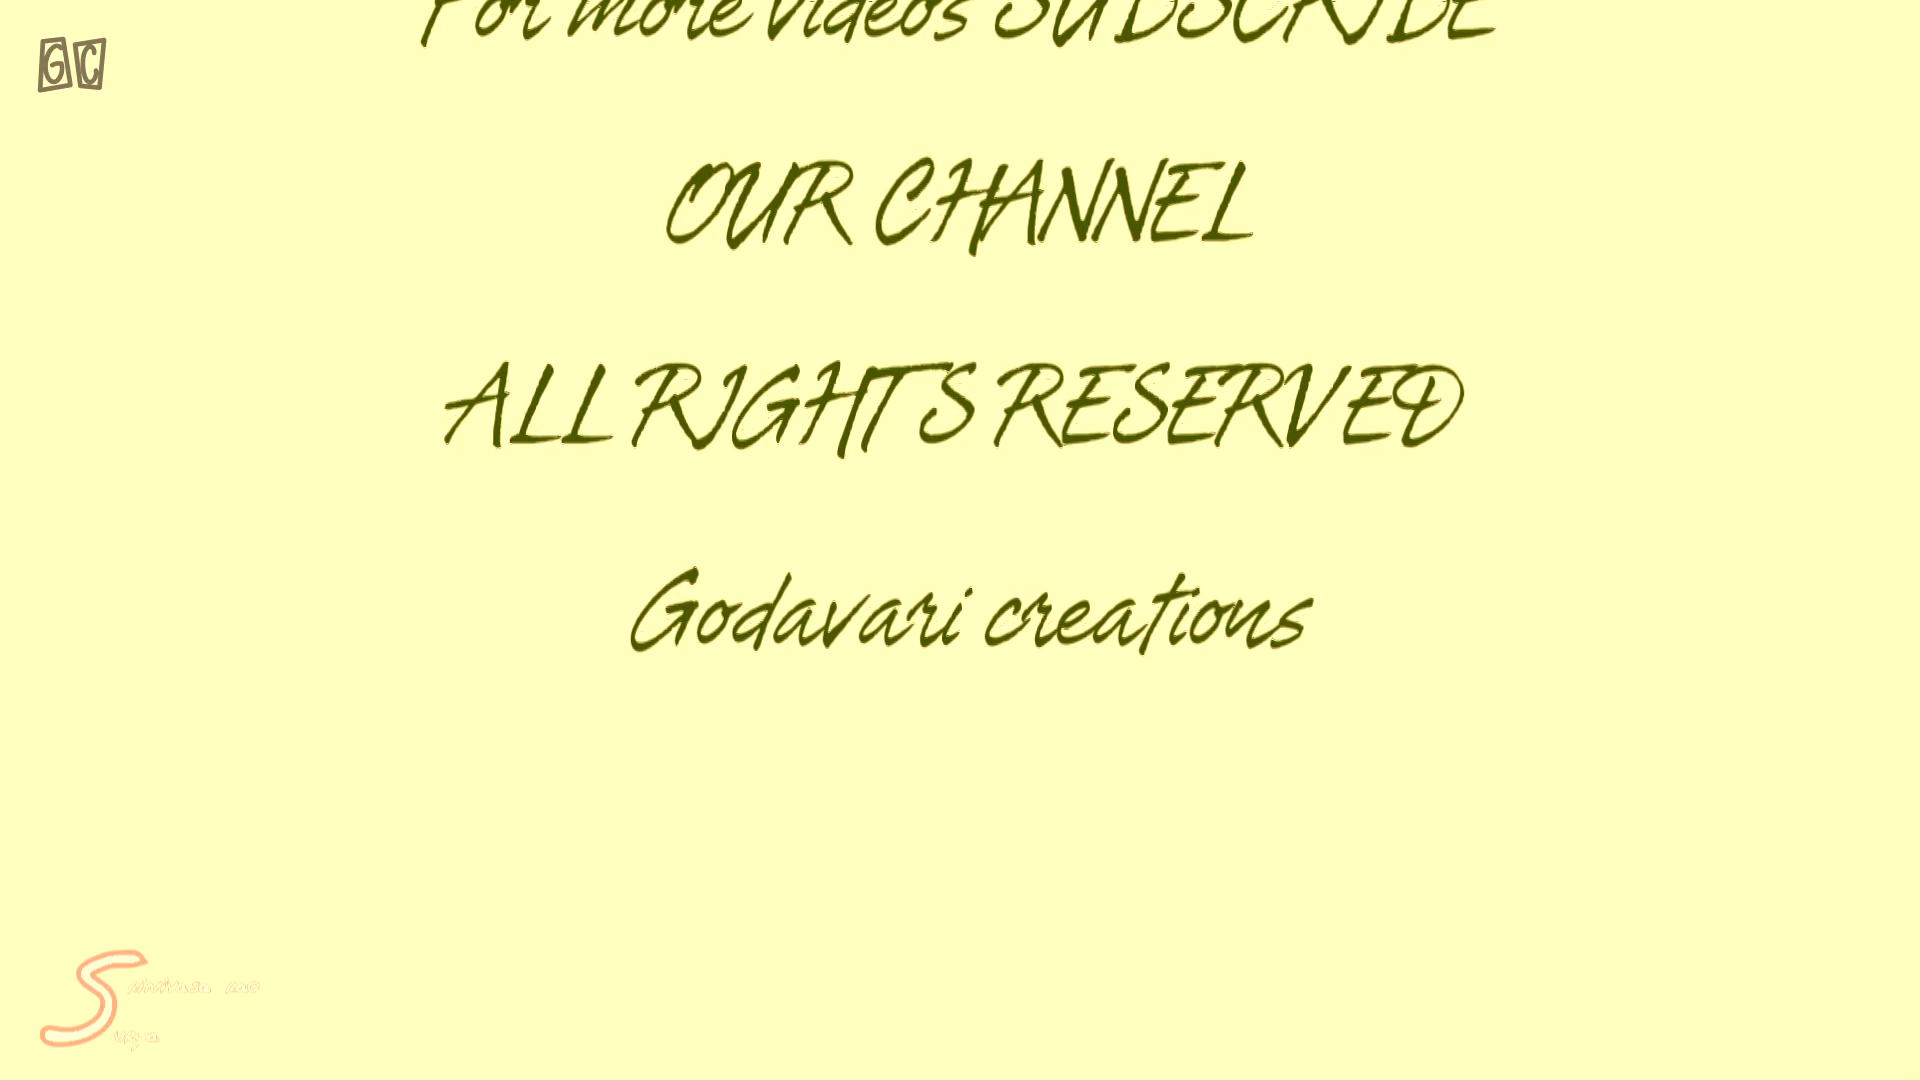 For more videos SUBSCRIBE
GC
OUR CHANNEL
ALL RIGHTS RESERVED
Godavari creations